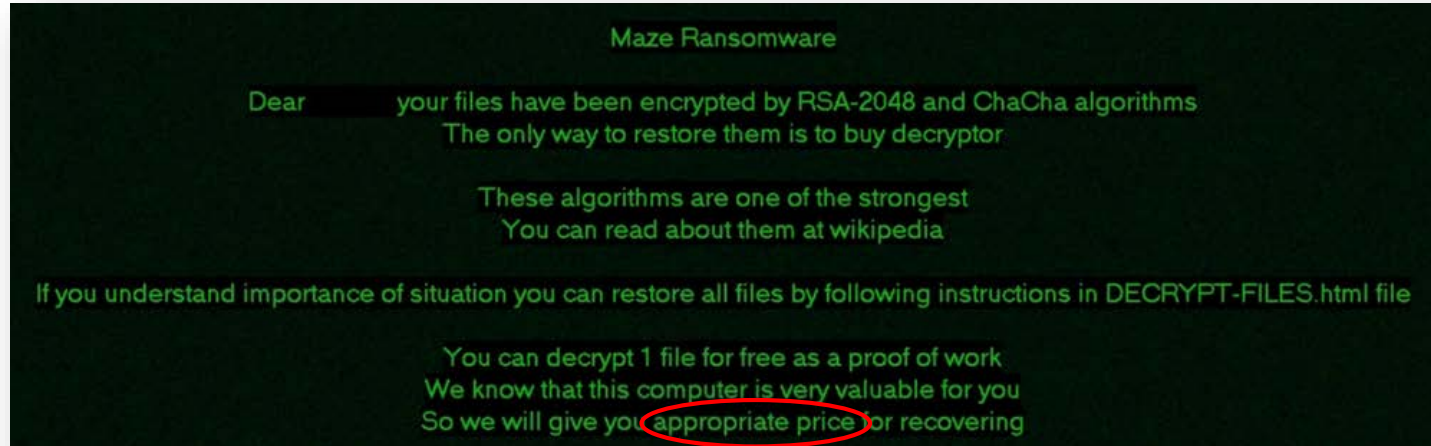 Maze Ransomware
Dear your files have been encrypted by RSA-2048 and ChaCha algorithms
The only way to restore them is to buy decryptor
These algorithms are one of the strongest
You can read about them at wikipedia
If you understand importance of situation you can restore all files by following instructions in DECRYPT-FILES.html file
You can decrypt 1 file for free as a proof of work
We know that this computer is very valuable for you
So we will give you appropriate price for recovering